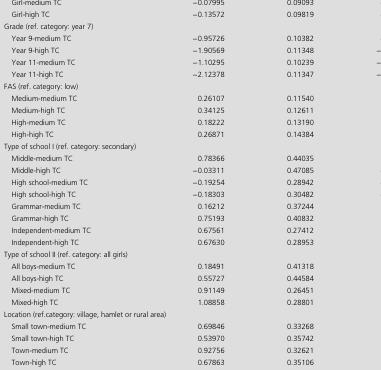 Girl-medium TC −0.07995 0.09093
Girl-high TC −0.13572 0.09819
Grade (ref. category: year 7)
Year 9-medium TC −0.95726 0.10382
Year 9-high TC −1.90569 0.11348 −
Year 11-medium TC −1.10295 0.10239 −
Year 11-high TC −2.12378 0.11347 −
FAS (ref. category: low)
Medium-medium TC 0.26107 0.11540
Medium-high TC 0.34125 0.12611
High-medium TC 0.18222 0.13190
High-high TC 0.26871 0.14384
Type of school I (ref. category: secondary)
Middle-medium TC 0.78366 0.44035
Middle-high TC −0.03311 0.47085
High school-medium TC −0.19254 0.28942
High school-high TC −0.18303 0.30482
Grammar-medium TC 0.16212 0.37244
Grammar-high TC 0.75193 0.40832
Independent-medium TC 0.67561 0.27412
Independent-high TC 0.67630 0.28953
Type of school II (ref. category: all girls)
All boys-medium TC 0.18491 0.41318
All boys-high TC 0.55727 0.44584
Mixed-medium TC 0.91149 0.26451
Mixed-high TC 1.08858 0.28801
Location (ref.category: village, hamlet or rural area)
Small town-medium TC 0.69846 0.33268
Small town-high TC 0.53970 0.35742
Town-medium TC 0.92756 0.32621
Town-high TC 0.67863 0.35106